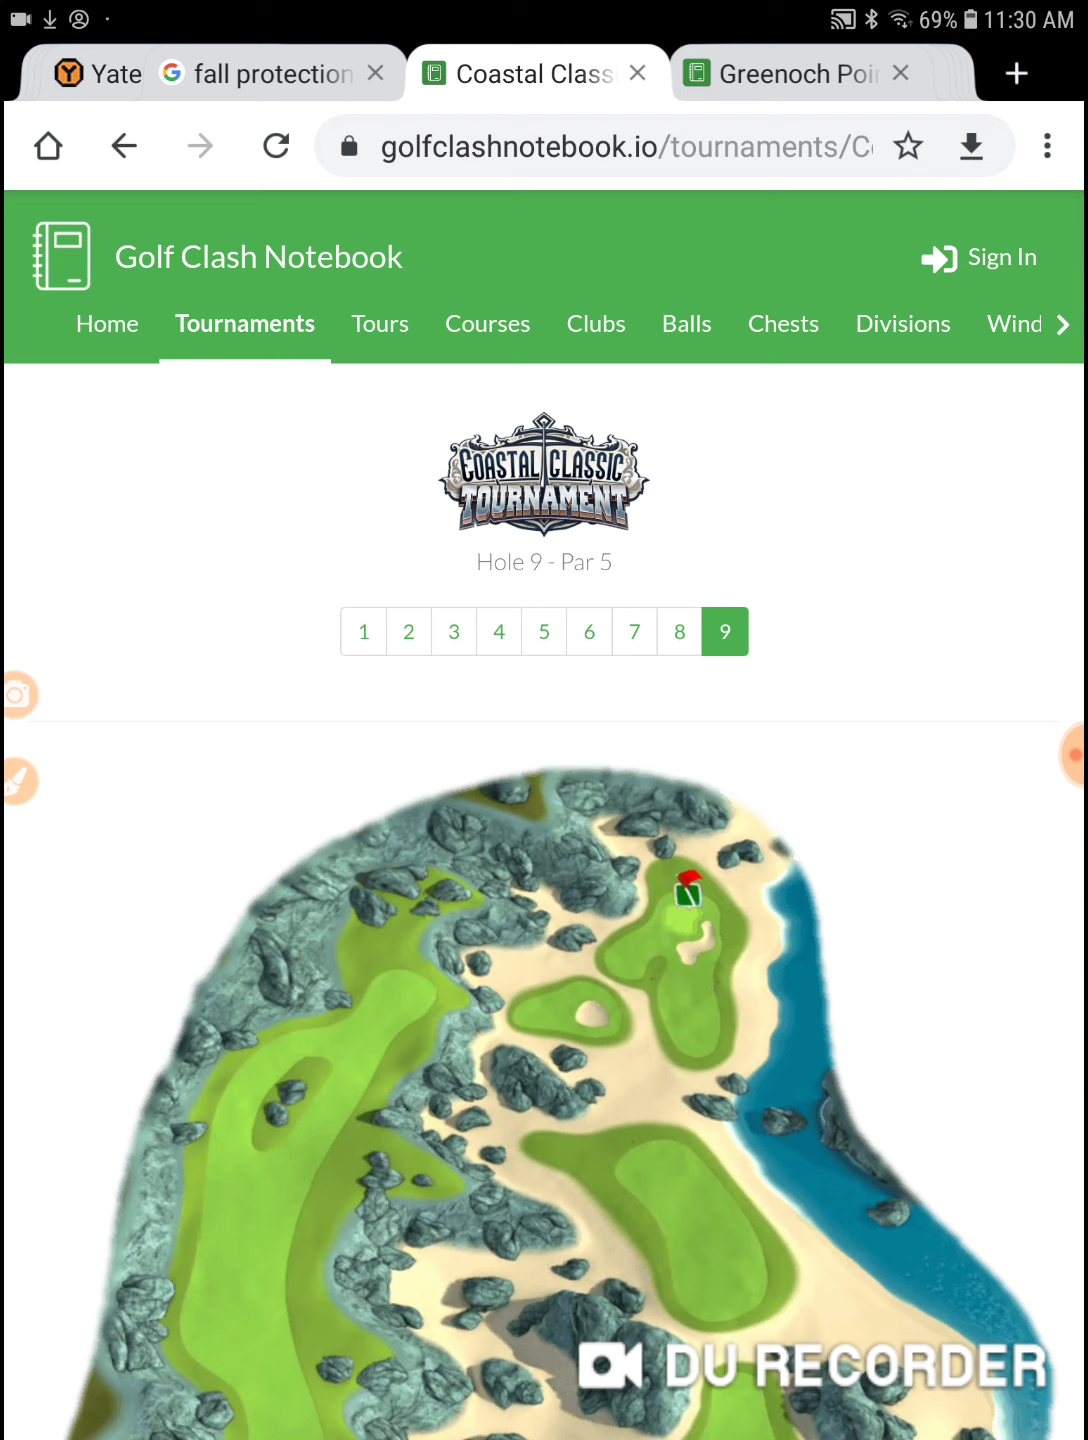 69% 11:30 AM
Yate fall protection Coastal Class Greenoch Poi
golfclashnotebook.io/tournaments/C
Golf Clash Notebook
Sign In
Home Tournaments Tours Courses Clubs Balls Chests Divisions Wind
COASTAL CLASSIC
TOURNAMENT
Hole 9 - Par 5
1 2 3 4 5 6 7 8 9
DU RECORDER